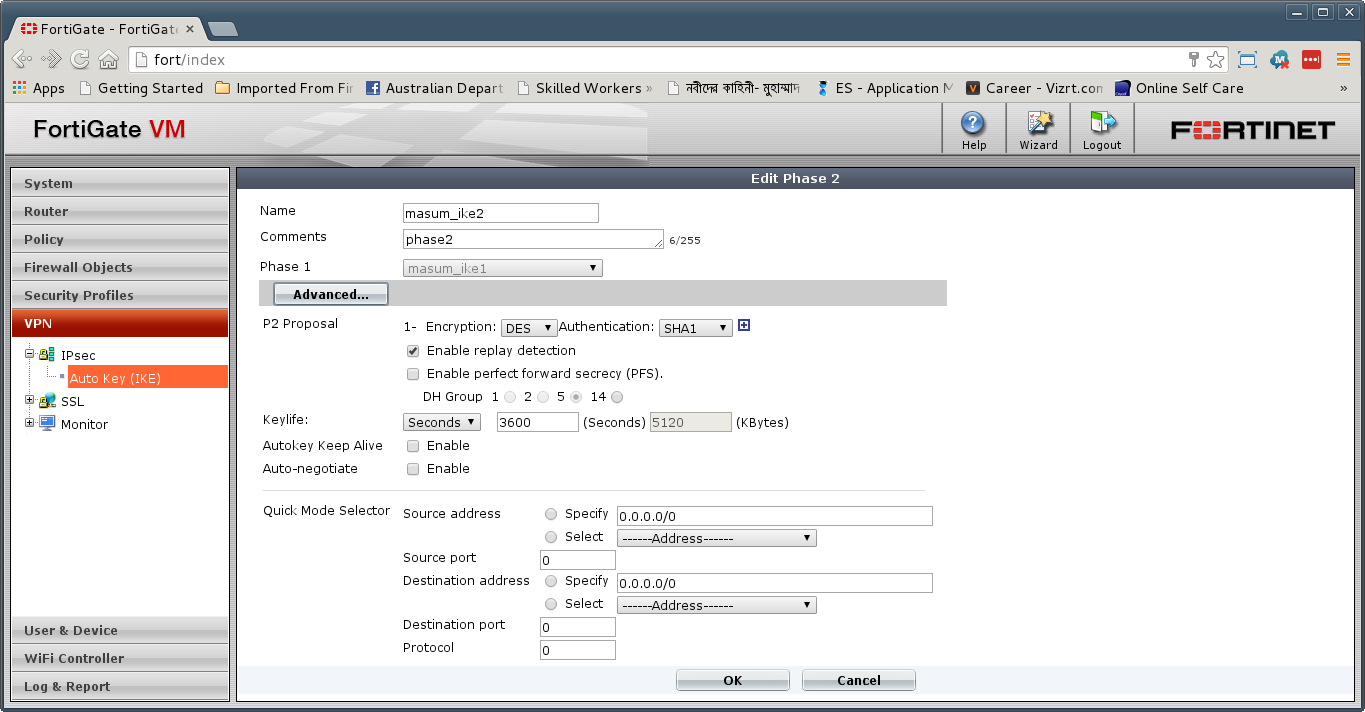 FortiGate - FortiGate
fort/index
Apps Getting Started Imported From Fir Australian Depart Skilled Workers » নবীদের কাহিনী- মুহাম্মাদ ES - Application M Career - Vizrt.com Online Self Care »
FortiGate VM
Help Wizard Logout
FORTINET
System
Router
Policy
Firewall Objects
Security Profiles
VPN
IPsec
Auto Key (IKE)
SSL
Monitor
User & Device
WiFi Controller
Log & Report
Edit Phase 2
Name masum_ike2
Comments phase2 6/255
Phase 1 masum_ike1
Advanced...
P2 Proposal 1- Encryption: DES Authentication: SHA1
Enable replay detection
Enable perfect forward secrecy (PFS).
DH Group 1 2 5 14
Keylife: Seconds 3600 (Seconds) 5120 (KBytes)
Autokey Keep Alive Enable
Auto-negotiate Enable
Quick Mode Selector Source address Specify 0.0.0.0/0
Select ------Address------
Source port 0
Destination address Specify 0.0.0.0/0
Select ------Address------
Destination port 0
Protocol 0
OK Cancel